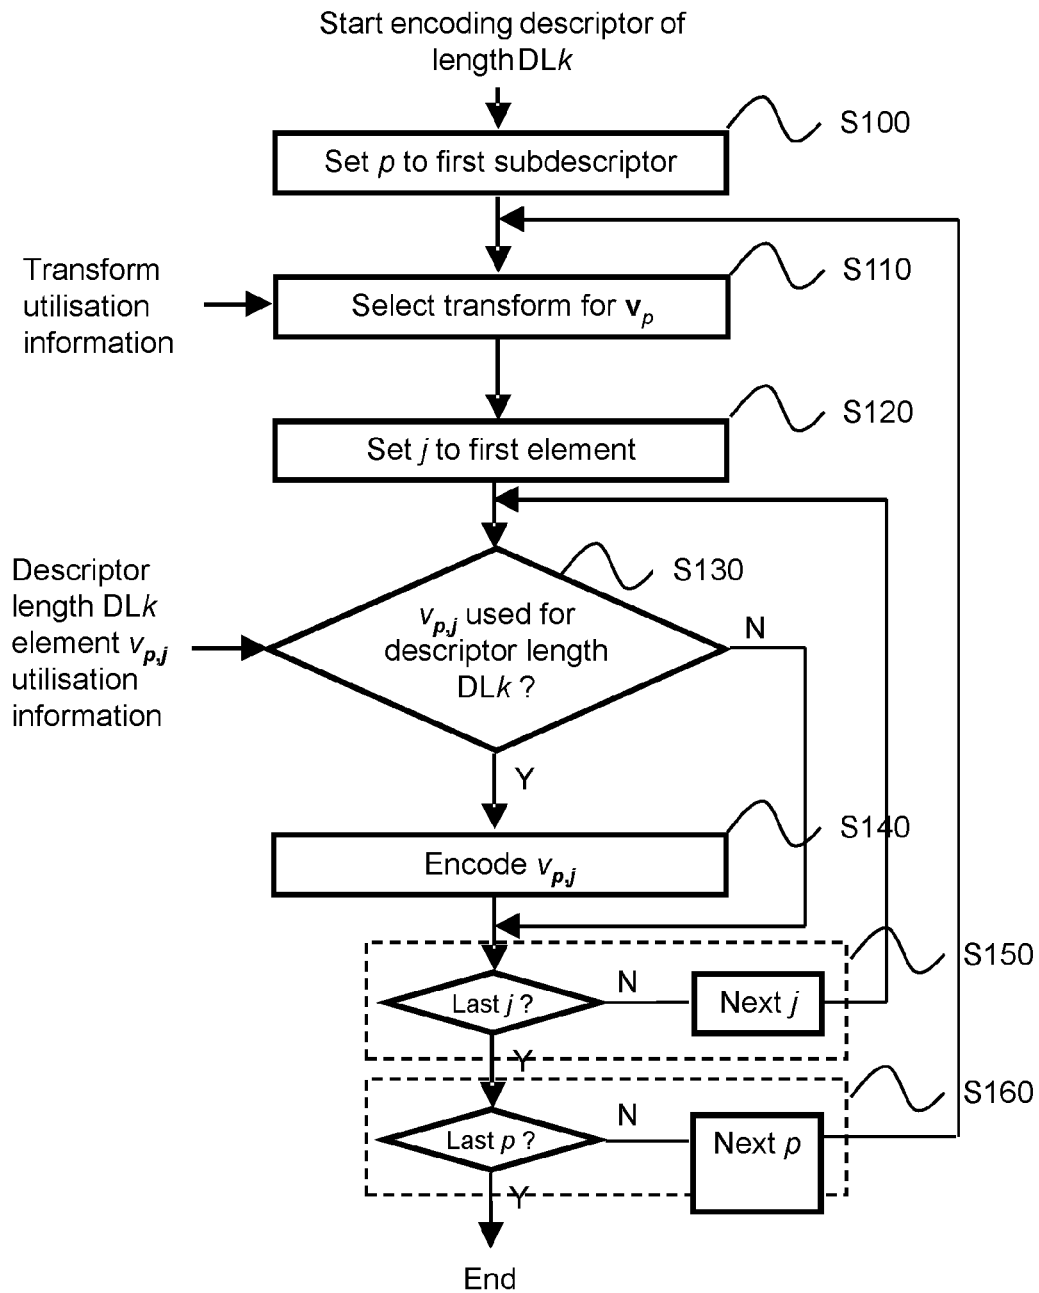 Start encoding descriptor of
length DLk
S100
Set p to first subdescriptor
Transform
utilisation
information
S110
Select transform for vp
S120
Set j to first element
Descriptor
length DLk
element vp,j
utilisation
information
S130
vp,j used for
descriptor length
DLk ?
N
Y
S140
Encode vp,j
S150
Last j ?
N
Next j
Y
S160
Last p ?
N
Next p
Y
End